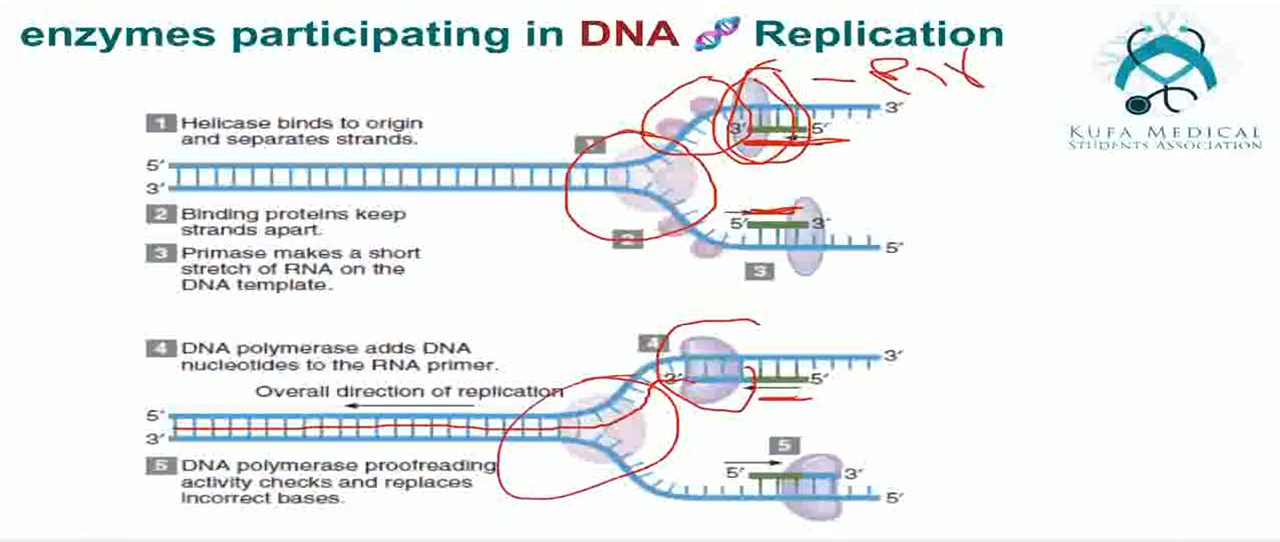 enzymes participating in DNA Replication
KUFA MEDICAL
STUDENTS ASSOCIATION
1 Helicase binds to origin
and separates strands.
3′
3′ 5′
1
5′
3′
2 Binding proteins keep
strands apart.
5′ 3′
2
5′
3 Primase makes a short
stretch of RNA on the
DNA template.
3
4 DNA polymerase adds DNA
nucleotides to the RNA primer.
4
3′
3′ 5′
Overall direction of replication
5′
3′
5 DNA polymerase proofreading
activity checks and replaces
incorrect bases.
5
5′ 3′
5′